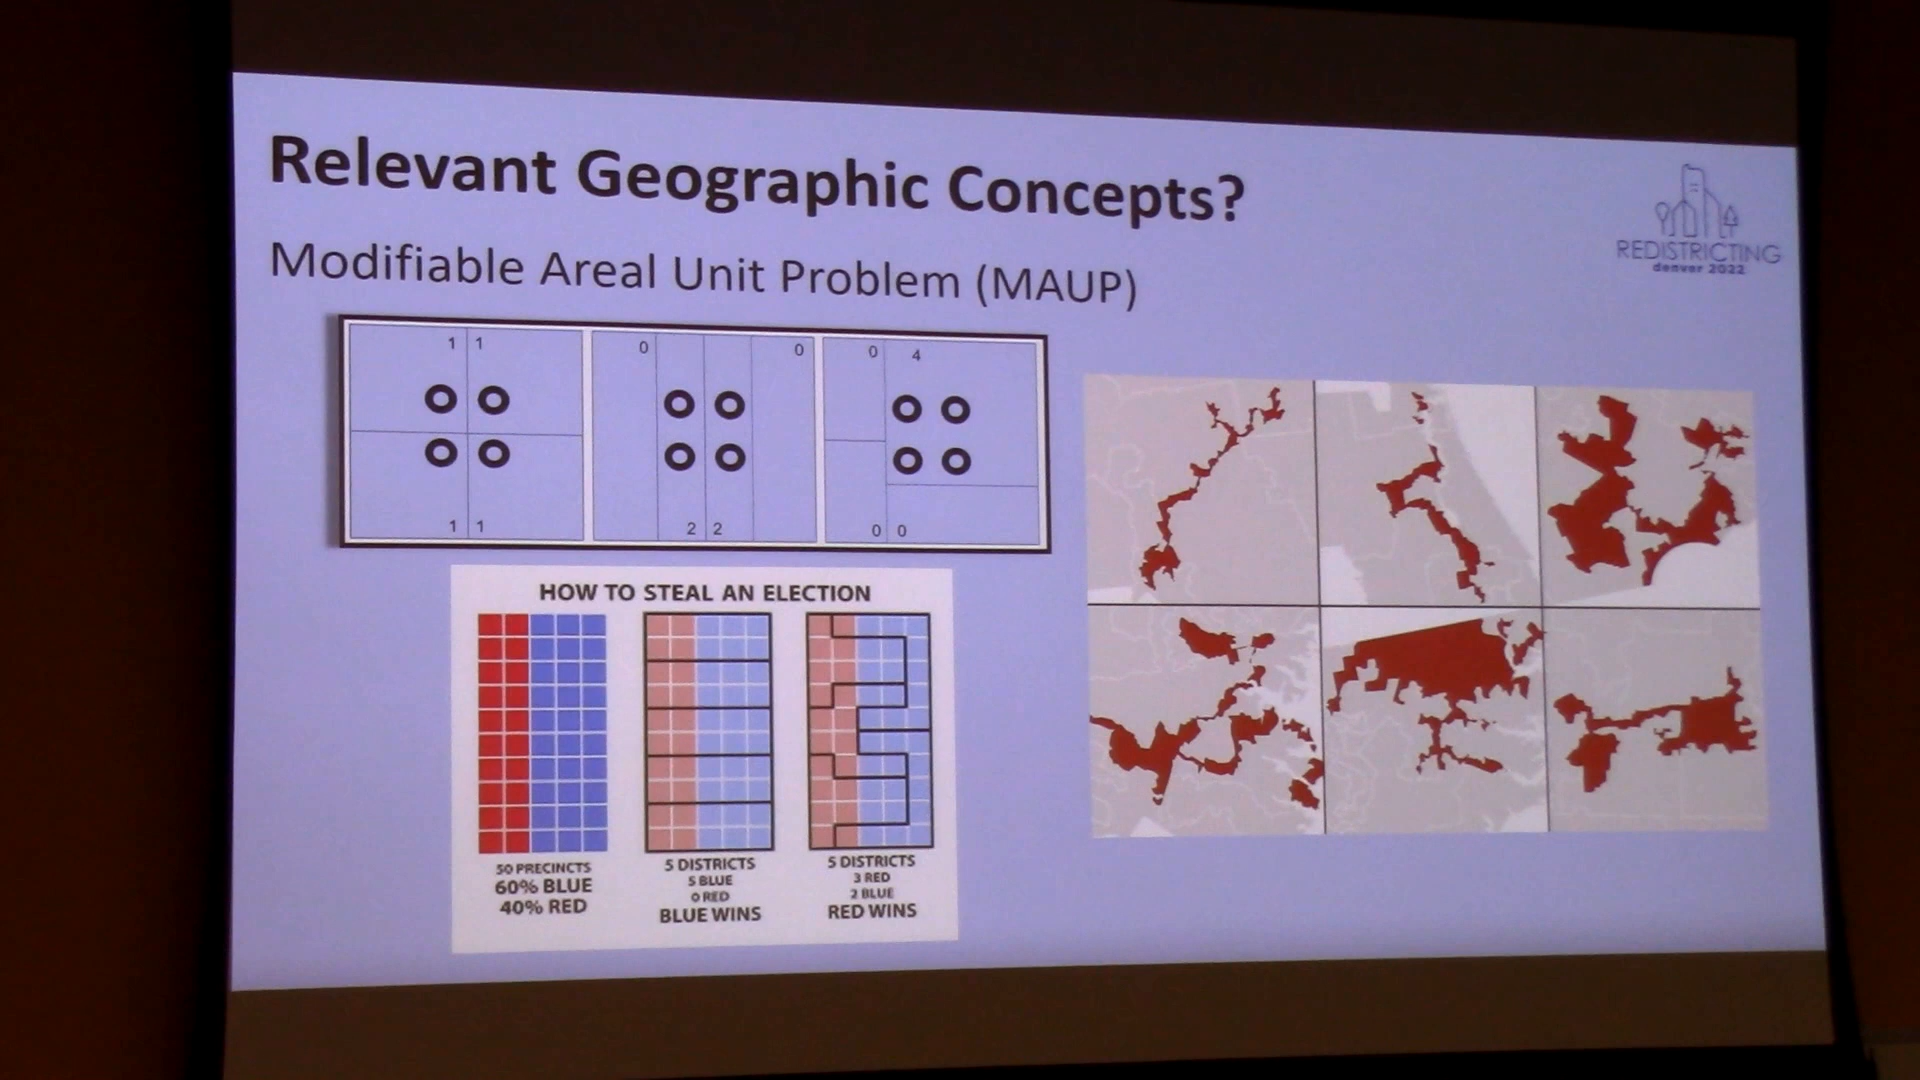 Relevant Geographic Concepts?
Modifiable Areal Unit Problem (MAUP)
REDISTRICTING
denver 2022
1 1
1 1
0 0
2 2
0 4
0 0
HOW TO STEAL AN ELECTION
50 PRECINCTS
60% BLUE
40% RED
5 DISTRICTS
5 BLUE
0 RED
BLUE WINS
5 DISTRICTS
3 RED
2 BLUE
RED WINS